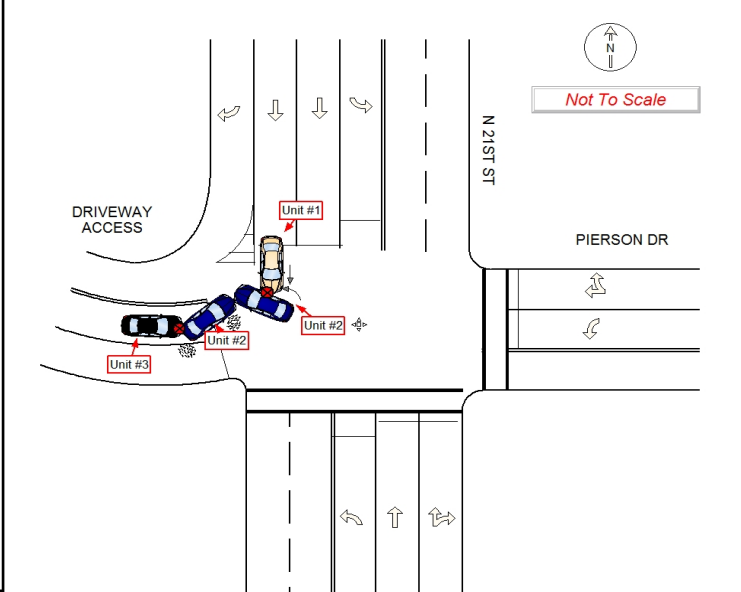 N
Not To Scale
N 21ST ST
DRIVEWAY
ACCESS
Unit #1
PIERSON DR
Unit #2
Unit #2
Unit #3